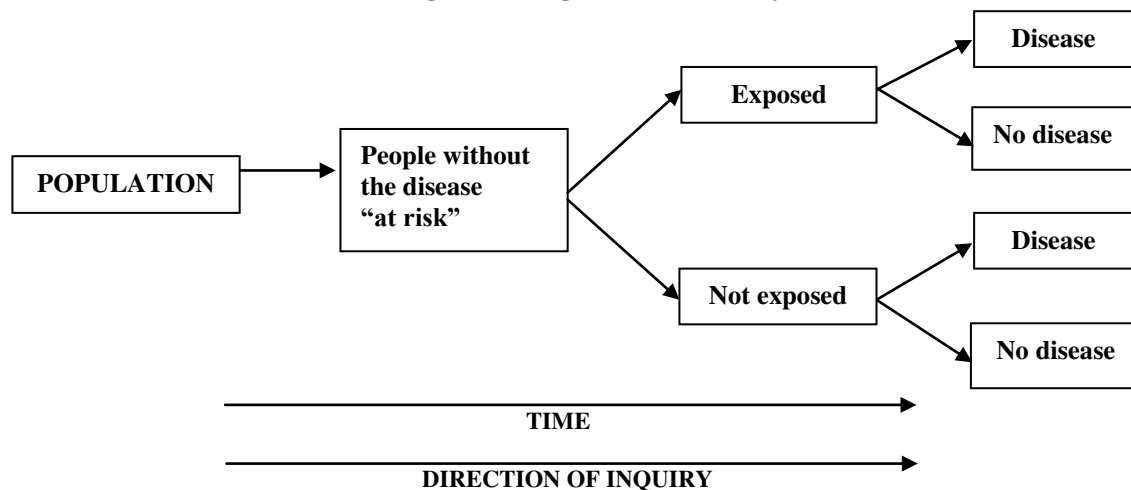 Disease
Exposed
No disease
People without
the disease
“at risk”
POPULATION
Disease
Not exposed
No disease
TIME
DIRECTION OF INQUIRY